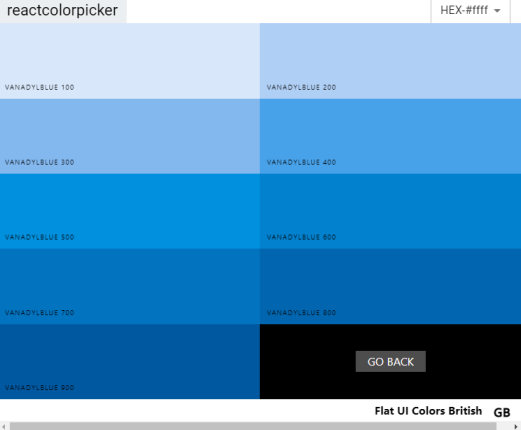 reactcolorpicker
HEX-#ffff
VANADYLBLUE 100
VANADYLBLUE 200
VANADYLBLUE 300
VANADYLBLUE 400
VANADYLBLUE 500
VANADYLBLUE 600
VANADYLBLUE 700
VANADYLBLUE 800
VANADYLBLUE 900
GO BACK
Flat UI Colors British GB